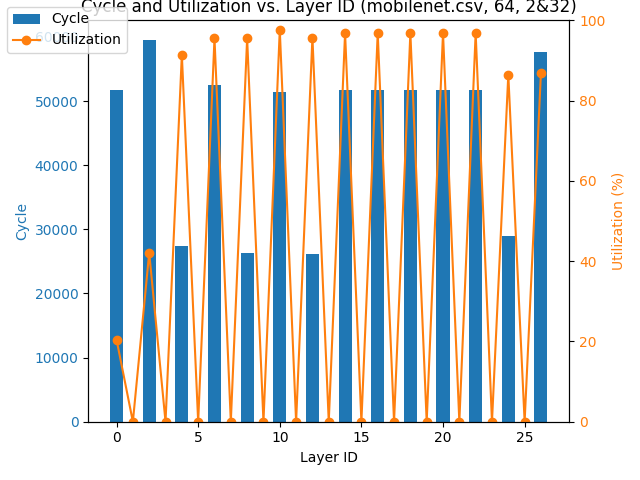 Cycle and Utilization vs. Layer ID (mobilenet.csv, 64, 2&32)
Cycle
Utilization
60000
50000
40000
30000
20000
10000
0
Cycle
100
80
60
40
20
0
Utilization (%)
0 5 10 15 20 25
Layer ID